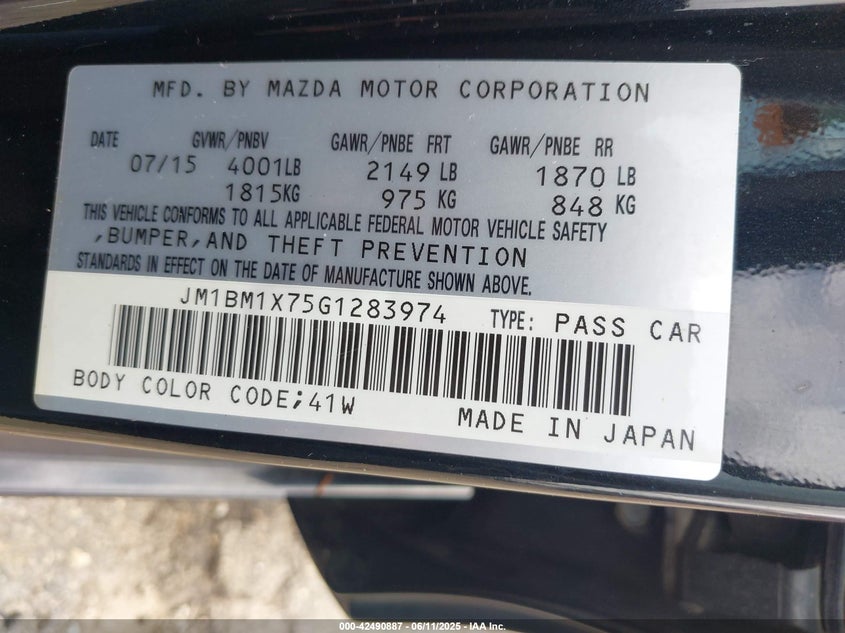 MFD. BY MAZDA MOTOR CORPORATION
DATE GVWR/PNBV GAWR/PNBE FRT GAWR/PNBE RR
07/15 4001LB 2149 LB 1870 LB
1815KG 975 KG 848 KG
THIS VEHICLE CONFORMS TO ALL APPLICABLE FEDERAL MOTOR VEHICLE SAFETY
,BUMPER,AND THEFT PREVENTION
STANDARDS IN EFFECT ON THE DATE OF MANUFACTURE SHOWN ABOVE.
JM1BM1X75G1283974 TYPE: PASS CAR
BODY COLOR CODE;41W
MADE IN JAPAN
000-42490887 - 06/11/2025 - IAA Inc.